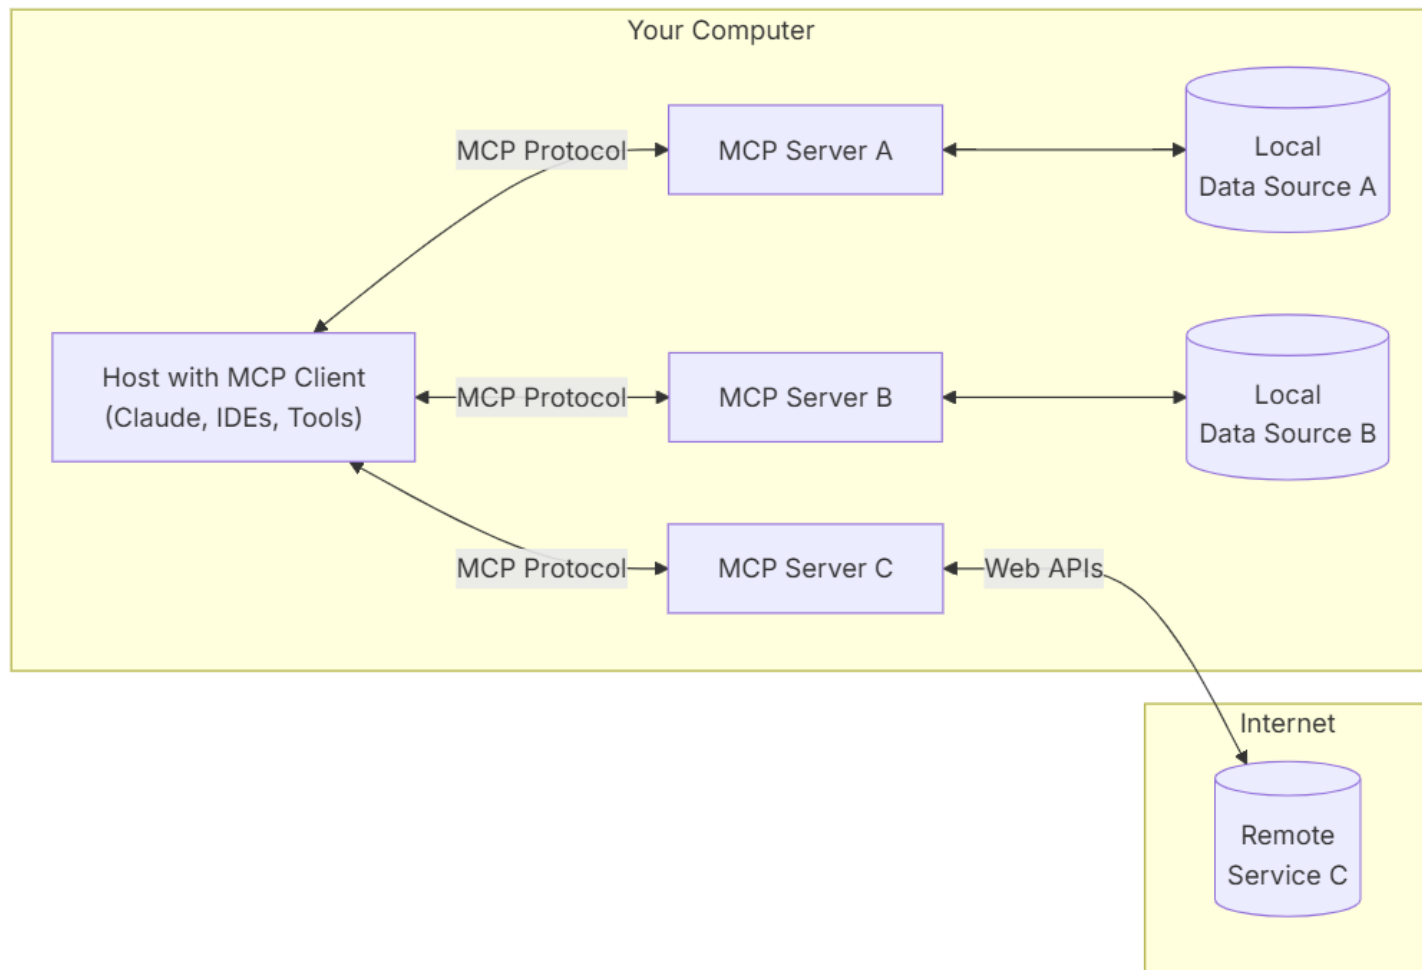 Your Computer
MCP Protocol
MCP Server A
Local
Data Source A
Host with MCP Client
(Claude, IDEs, Tools)
MCP Protocol
MCP Server B
Local
Data Source B
MCP Protocol
MCP Server C
Web APIs
Internet
Remote
Service C